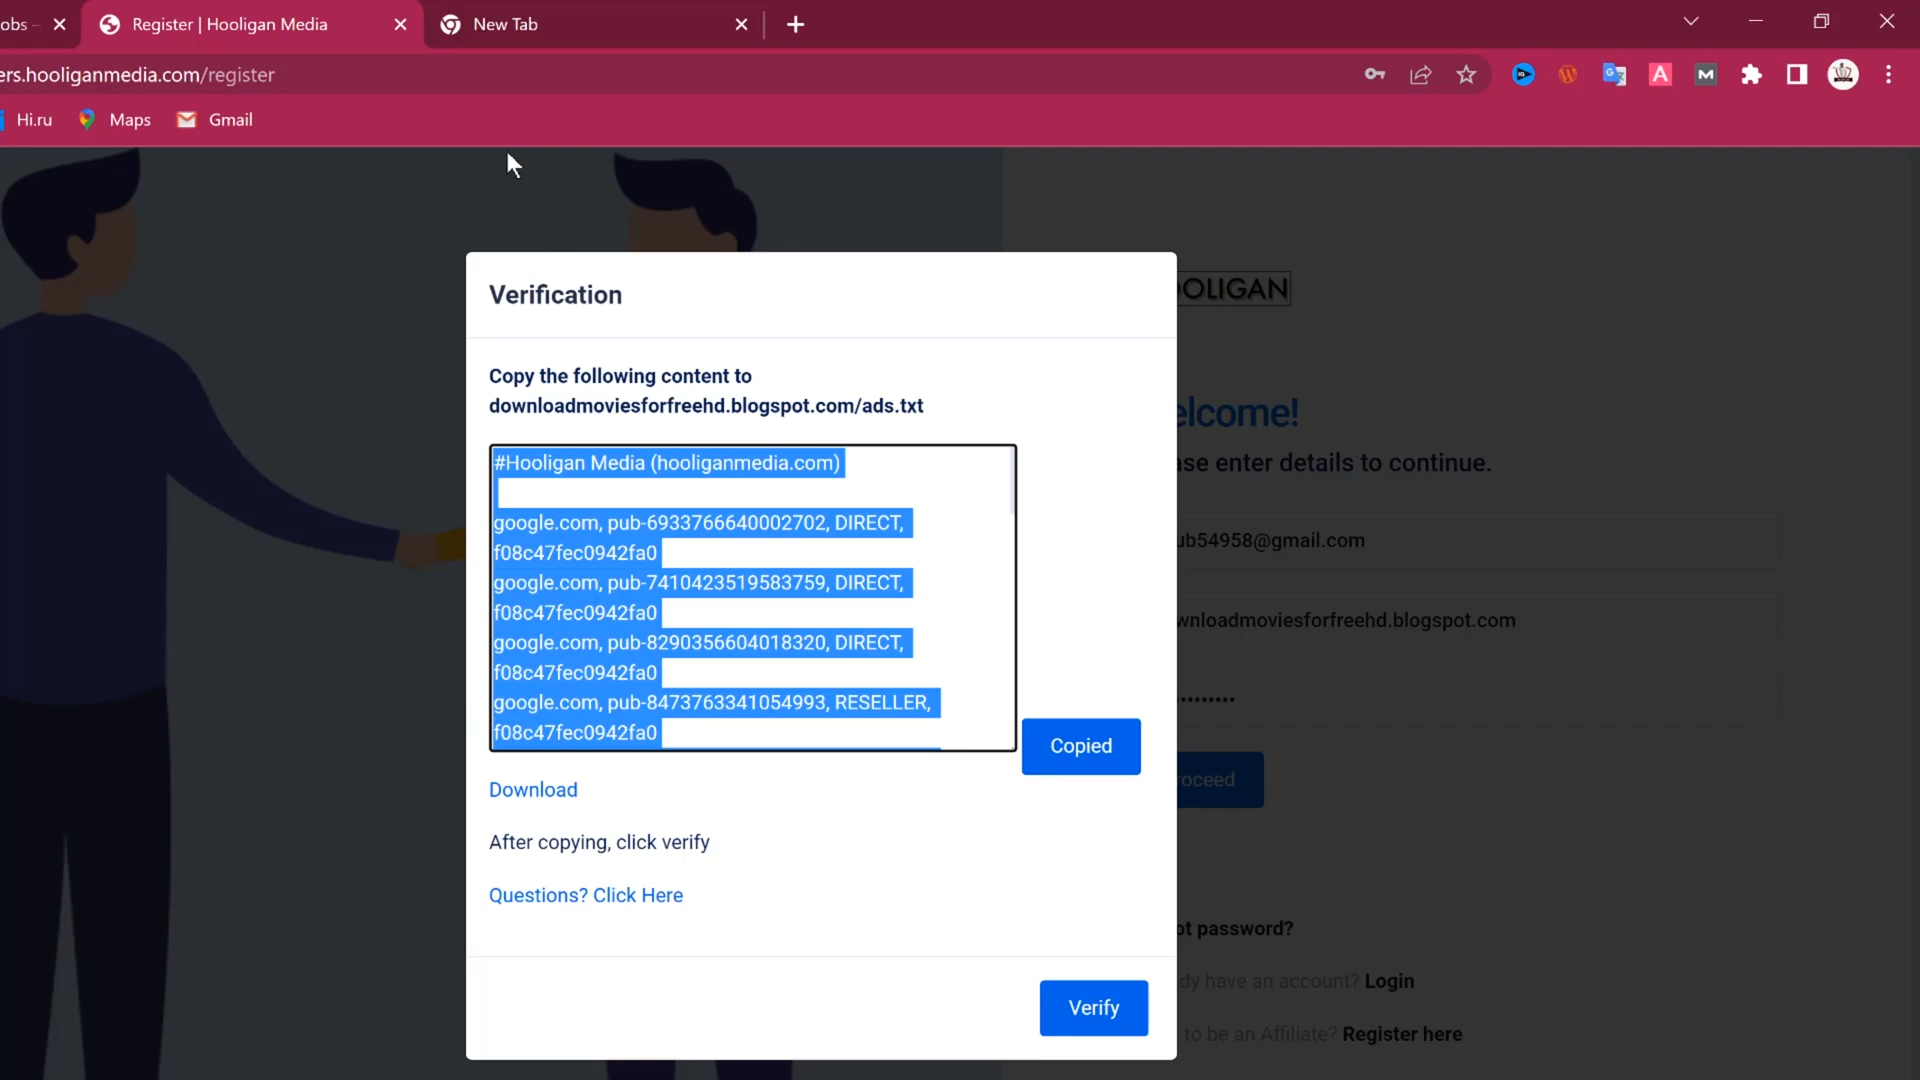 obs -
Register | Hooligan Media
New Tab
ers.hooliganmedia.com/register
Hi.ru
Maps
Gmail
Verification
Copy the following content to
downloadmoviesforfreehd.blogspot.com/ads.txt
#Hooligan Media (hooliganmedia.com)
google.com, pub-6933766640002702, DIRECT,
f08c47fec0942fa0
google.com, pub-7410423519583759, DIRECT,
f08c47fec0942fa0
google.com, pub-8290356604018320, DIRECT,
f08c47fec0942fa0
google.com, pub-8473763341054993, RESELLER,
f08c47fec0942fa0
Copied
Download
After copying, click verify
Questions? Click Here
Verify
OOLIGAN
elcome!
ase enter details to continue.
ub54958@gmail.com
wnloadmoviesforfreehd.blogspot.com
roceed
ot password?
dy have an account? Login
to be an Affiliate? Register here